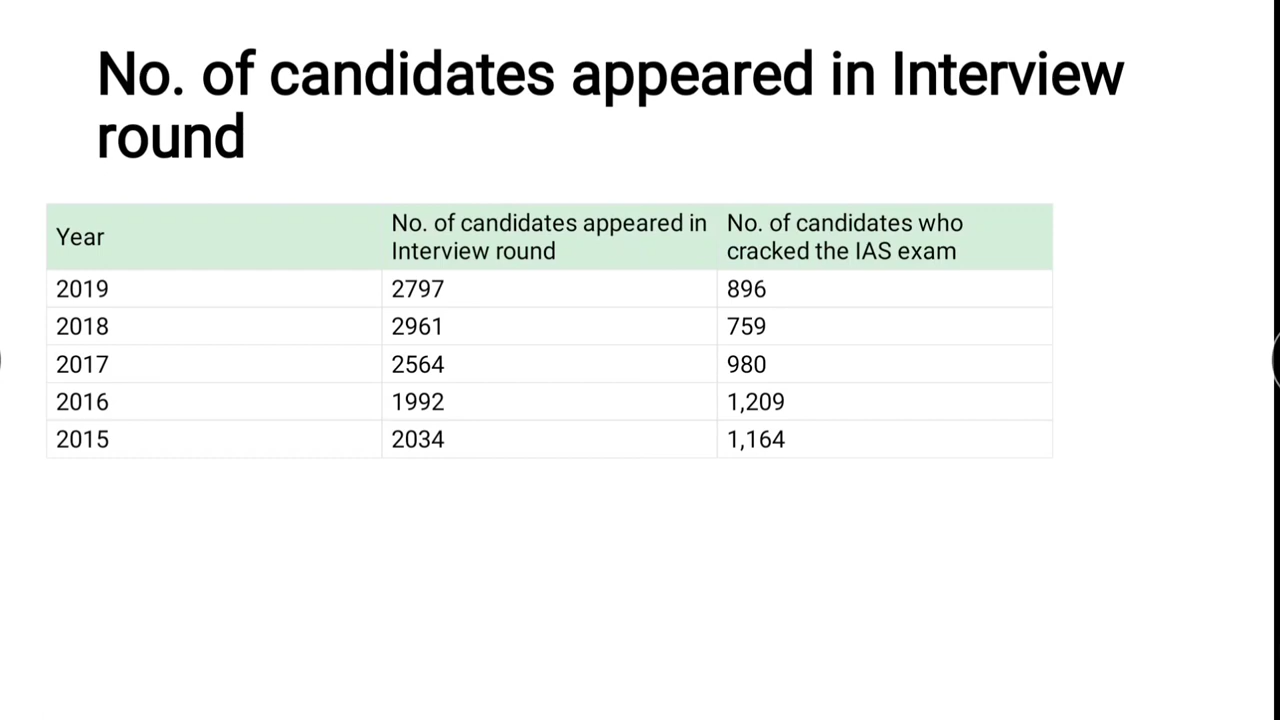 No. of candidates appeared in Interview
round
Year
No. of candidates appeared in
Interview round
No. of candidates who
cracked the IAS exam
2019 2797 896
2018 2961 759
2017 2564 980
2016 1992 1,209
2015 2034 1,164